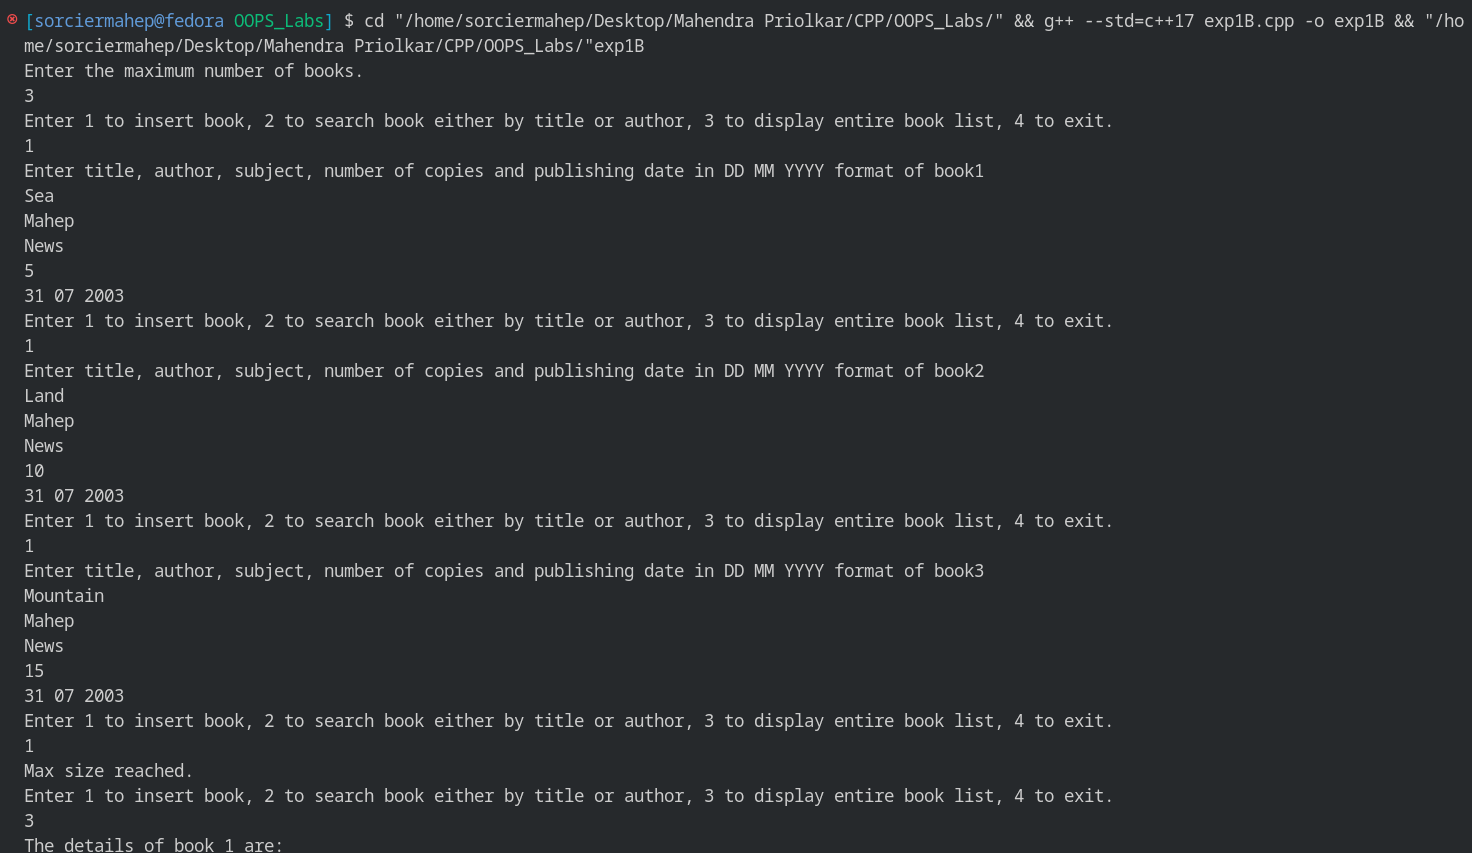 [sorciermahep@fedora OOPS_Labs] $ cd "/home/sorciermahep/Desktop/Mahendra Priolkar/CPP/OOPS_Labs/" && g++ --std=c++17 exp1B.cpp -o exp1B && "/ho
me/sorciermahep/Desktop/Mahendra Priolkar/CPP/OOPS_Labs/"exp1B
Enter the maximum number of books.
3
Enter 1 to insert book, 2 to search book either by title or author, 3 to display entire book list, 4 to exit.
1
Enter title, author, subject, number of copies and publishing date in DD MM YYYY format of book1
Sea
Mahep
News
5
31 07 2003
Enter 1 to insert book, 2 to search book either by title or author, 3 to display entire book list, 4 to exit.
1
Enter title, author, subject, number of copies and publishing date in DD MM YYYY format of book2
Land
Mahep
News
10
31 07 2003
Enter 1 to insert book, 2 to search book either by title or author, 3 to display entire book list, 4 to exit.
1
Enter title, author, subject, number of copies and publishing date in DD MM YYYY format of book3
Mountain
Mahep
News
15
31 07 2003
Enter 1 to insert book, 2 to search book either by title or author, 3 to display entire book list, 4 to exit.
1
Max size reached.
Enter 1 to insert book, 2 to search book either by title or author, 3 to display entire book list, 4 to exit.
3
The details of book 1 are: